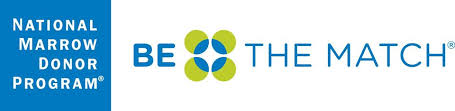 NATIONAL
MARROW
DONOR
PROGRAM®
BE® THE MATCH®